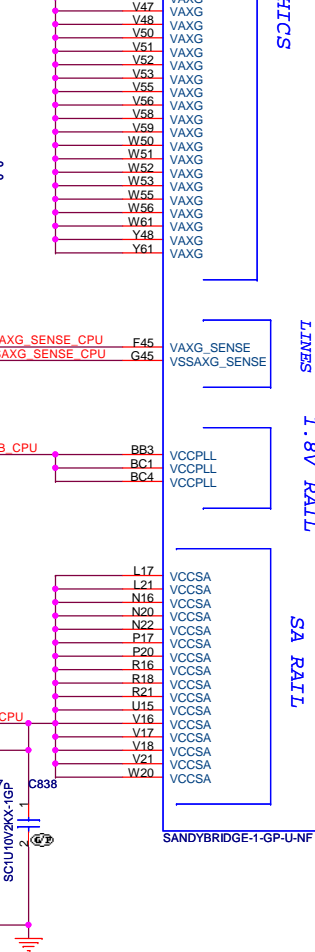 VAXG
V47 VAXG
V48 VAXG
V50 VAXG
V51 VAXG
V52 VAXG
V53 VAXG
V55 VAXG
V56 VAXG
V58 VAXG
V59 VAXG
W50 VAXG
W51 VAXG
W52 VAXG
W53 VAXG
W55 VAXG
W56 VAXG
W61 VAXG
Y48 VAXG
Y61 VAXG
HICS
AXG_SENSE_CPU F45 VAXG_SENSE
SAXG_SENSE_CPU G45 VSSAXG_SENSE
LINES
B_CPU BB3 VCCPLL
BC1 VCCPLL
BC4 VCCPLL
1.8V RAIL
L17 VCCSA
L21 VCCSA
N16 VCCSA
N20 VCCSA
N22 VCCSA
P17 VCCSA
P20 VCCSA
R16 VCCSA
R18 VCCSA
R21 VCCSA
U15 VCCSA
CPU V16 VCCSA
V17 VCCSA
V18 VCCSA
V21 VCCSA
W20 VCCSA
SA RAIL
C838
SC1U10V2KX-1GP
1
2
SANDYBRIDGE-1-GP-U-NF